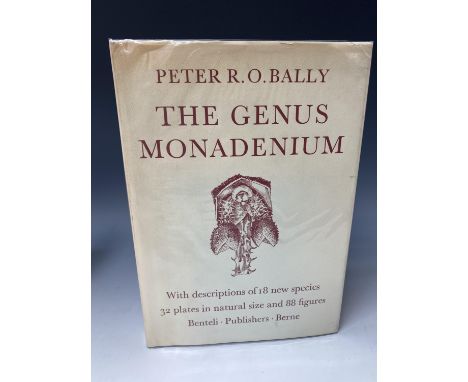 PETER R. O. BALLY
THE GENUS
MONADENIUM
With descriptions of 18 new species
32 plates in natural size and 88 figures
Benteli · Publishers · Berne